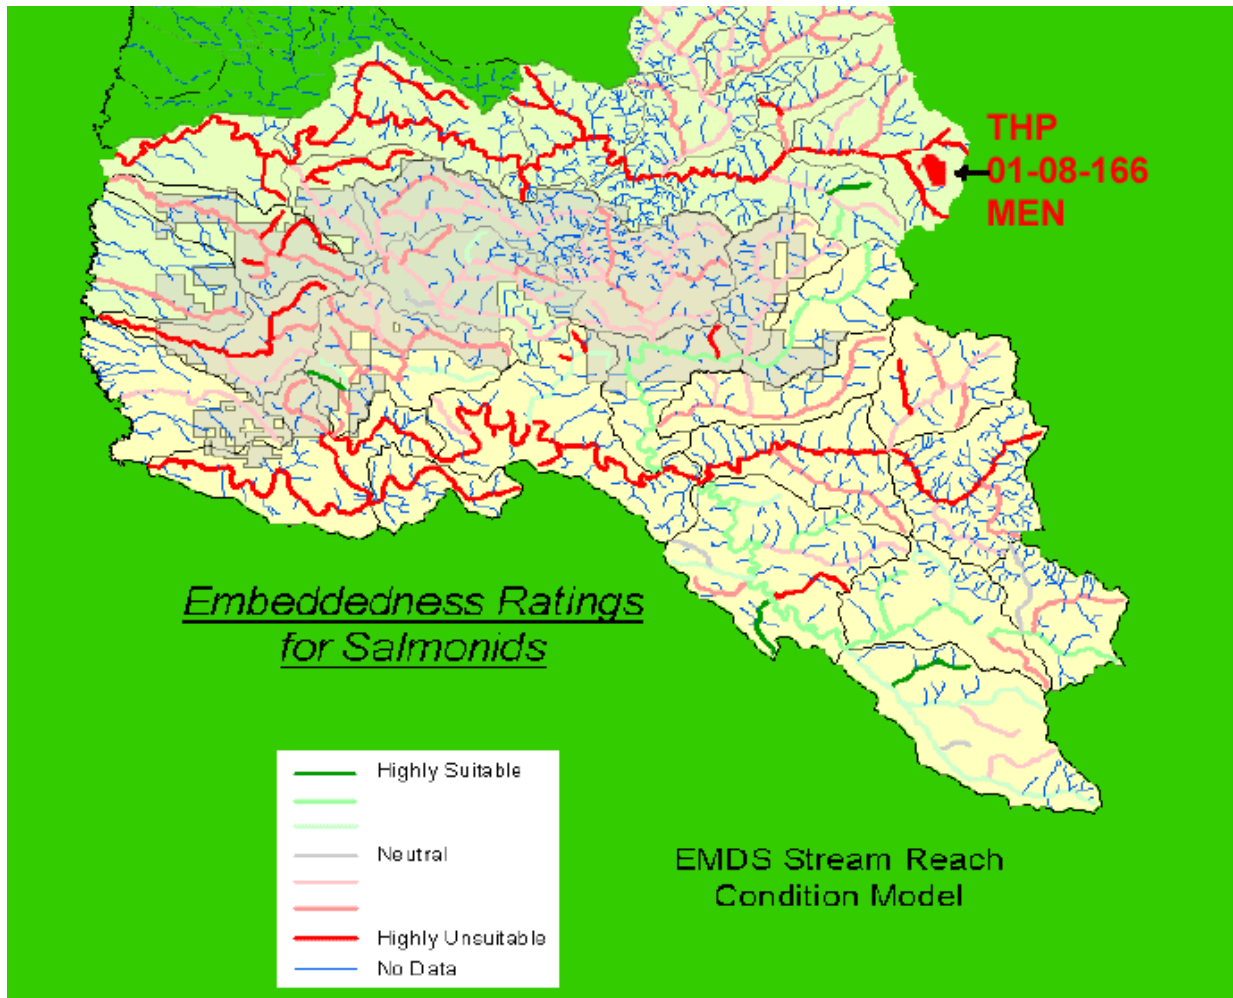 THP
01-08-166
MEN
Embeddedness Ratings
for Salmonids
Highly Suitable
Neutral
Highly Unsuitable
No Data
EMDS Stream Reach
Condition Model